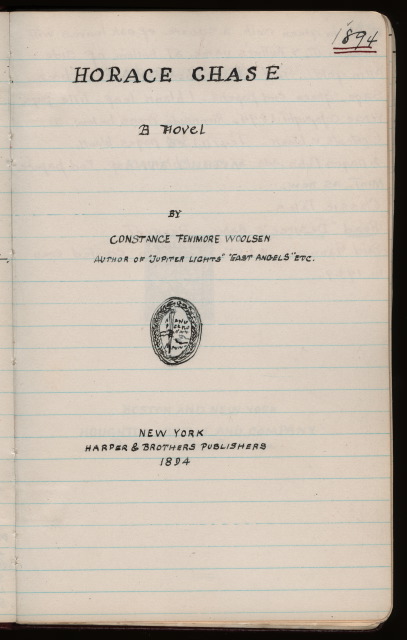 1894
HORACE CHASE
A Novel
BY
CONSTANCE FENIMORE WOOLSEN
AUTHOR OF "JUPITER LIGHTS" "EAST ANGELS" ETC.
NEW YORK
HARPER & BROTHERS PUBLISHERS
1894